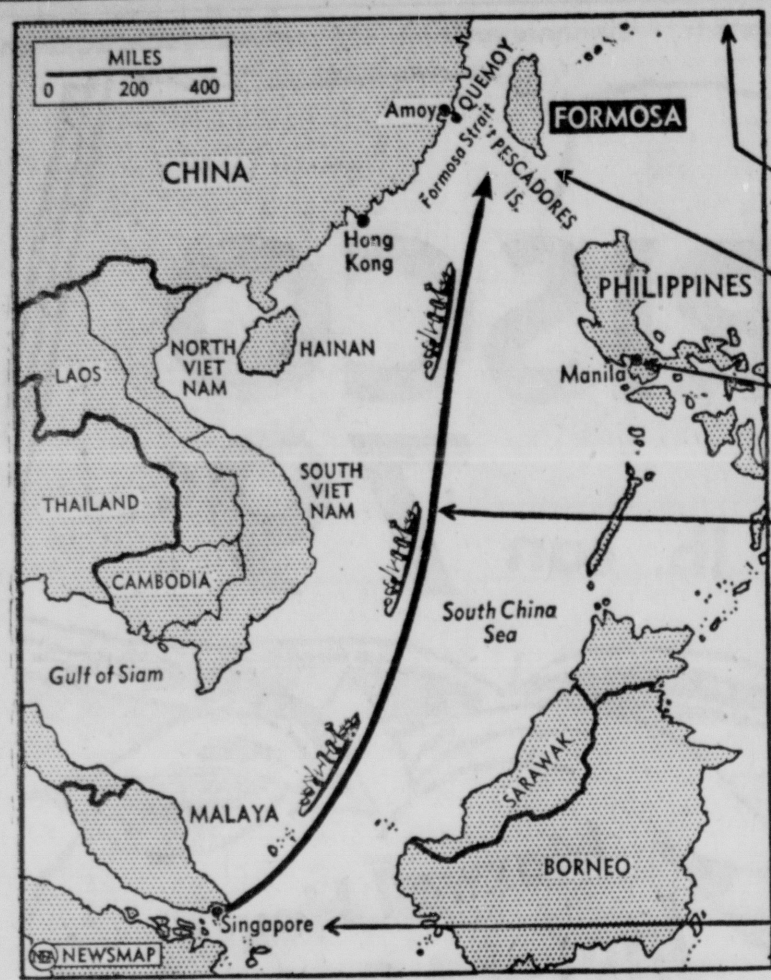 MILES
0 200 400
Amoy
QUEMOY
FORMOSA
Formosa Strait
PESCADORES
IS.
CHINA
Hong
Kong
PHILIPPINES
NORTH
VIET
NAM
HAINAN
LAOS
Manila
SOUTH
VIET
NAM
THAILAND
CAMBODIA
South China
Sea
Gulf of Siam
SARAWAK
MALAYA
BORNEO
Singapore
NEA NEWSMAP